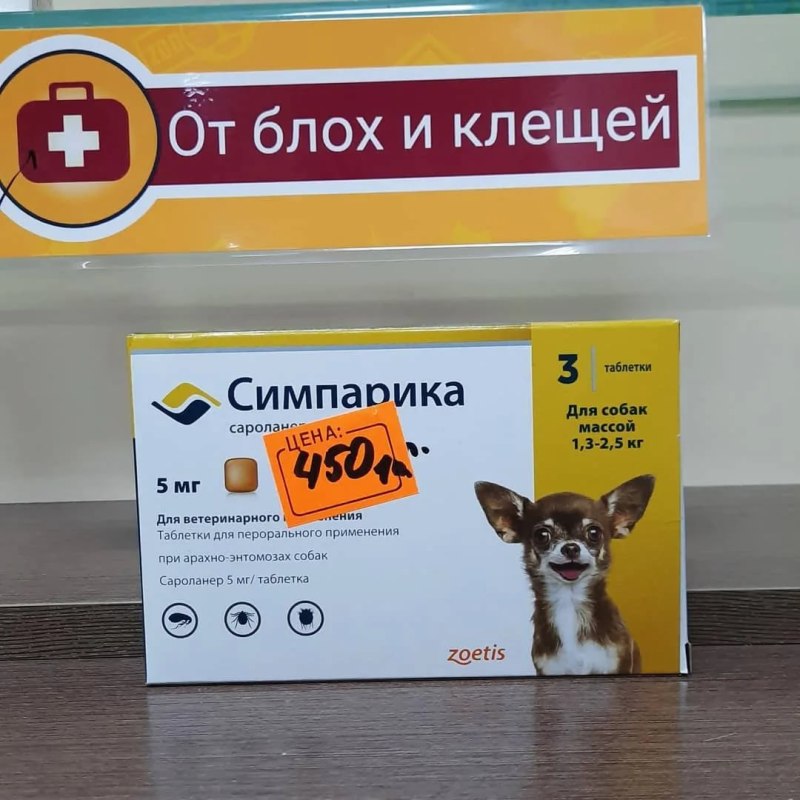 От блох и клещей
3 таблетки
Для собак
массой
1,3-2,5 кг
Симпарика
сароланер
ЦЕНА:
450
5 мг
Для ветеринарного
Таблетки для перорального применения
при арахно-энтомозах собак
Сароланер 5 мг/ таблетка
zoetis